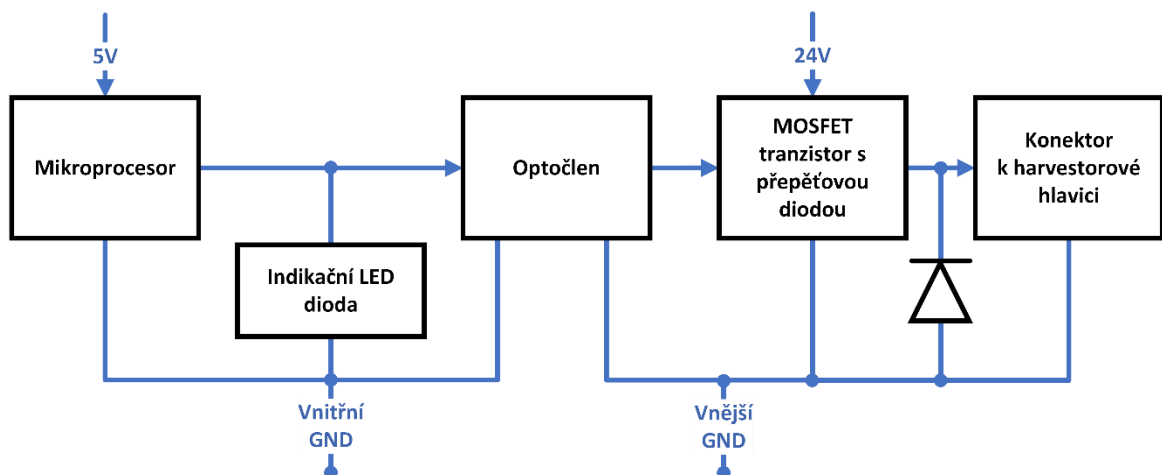 5V
24V
Mikroprocesor
Optočlen
MOSFET
tranzistor s
přepěťovou
diodou
Konektor
k harvestorové
hlavici
Indikační LED
dioda
Vnitřní
GND
Vnější
GND